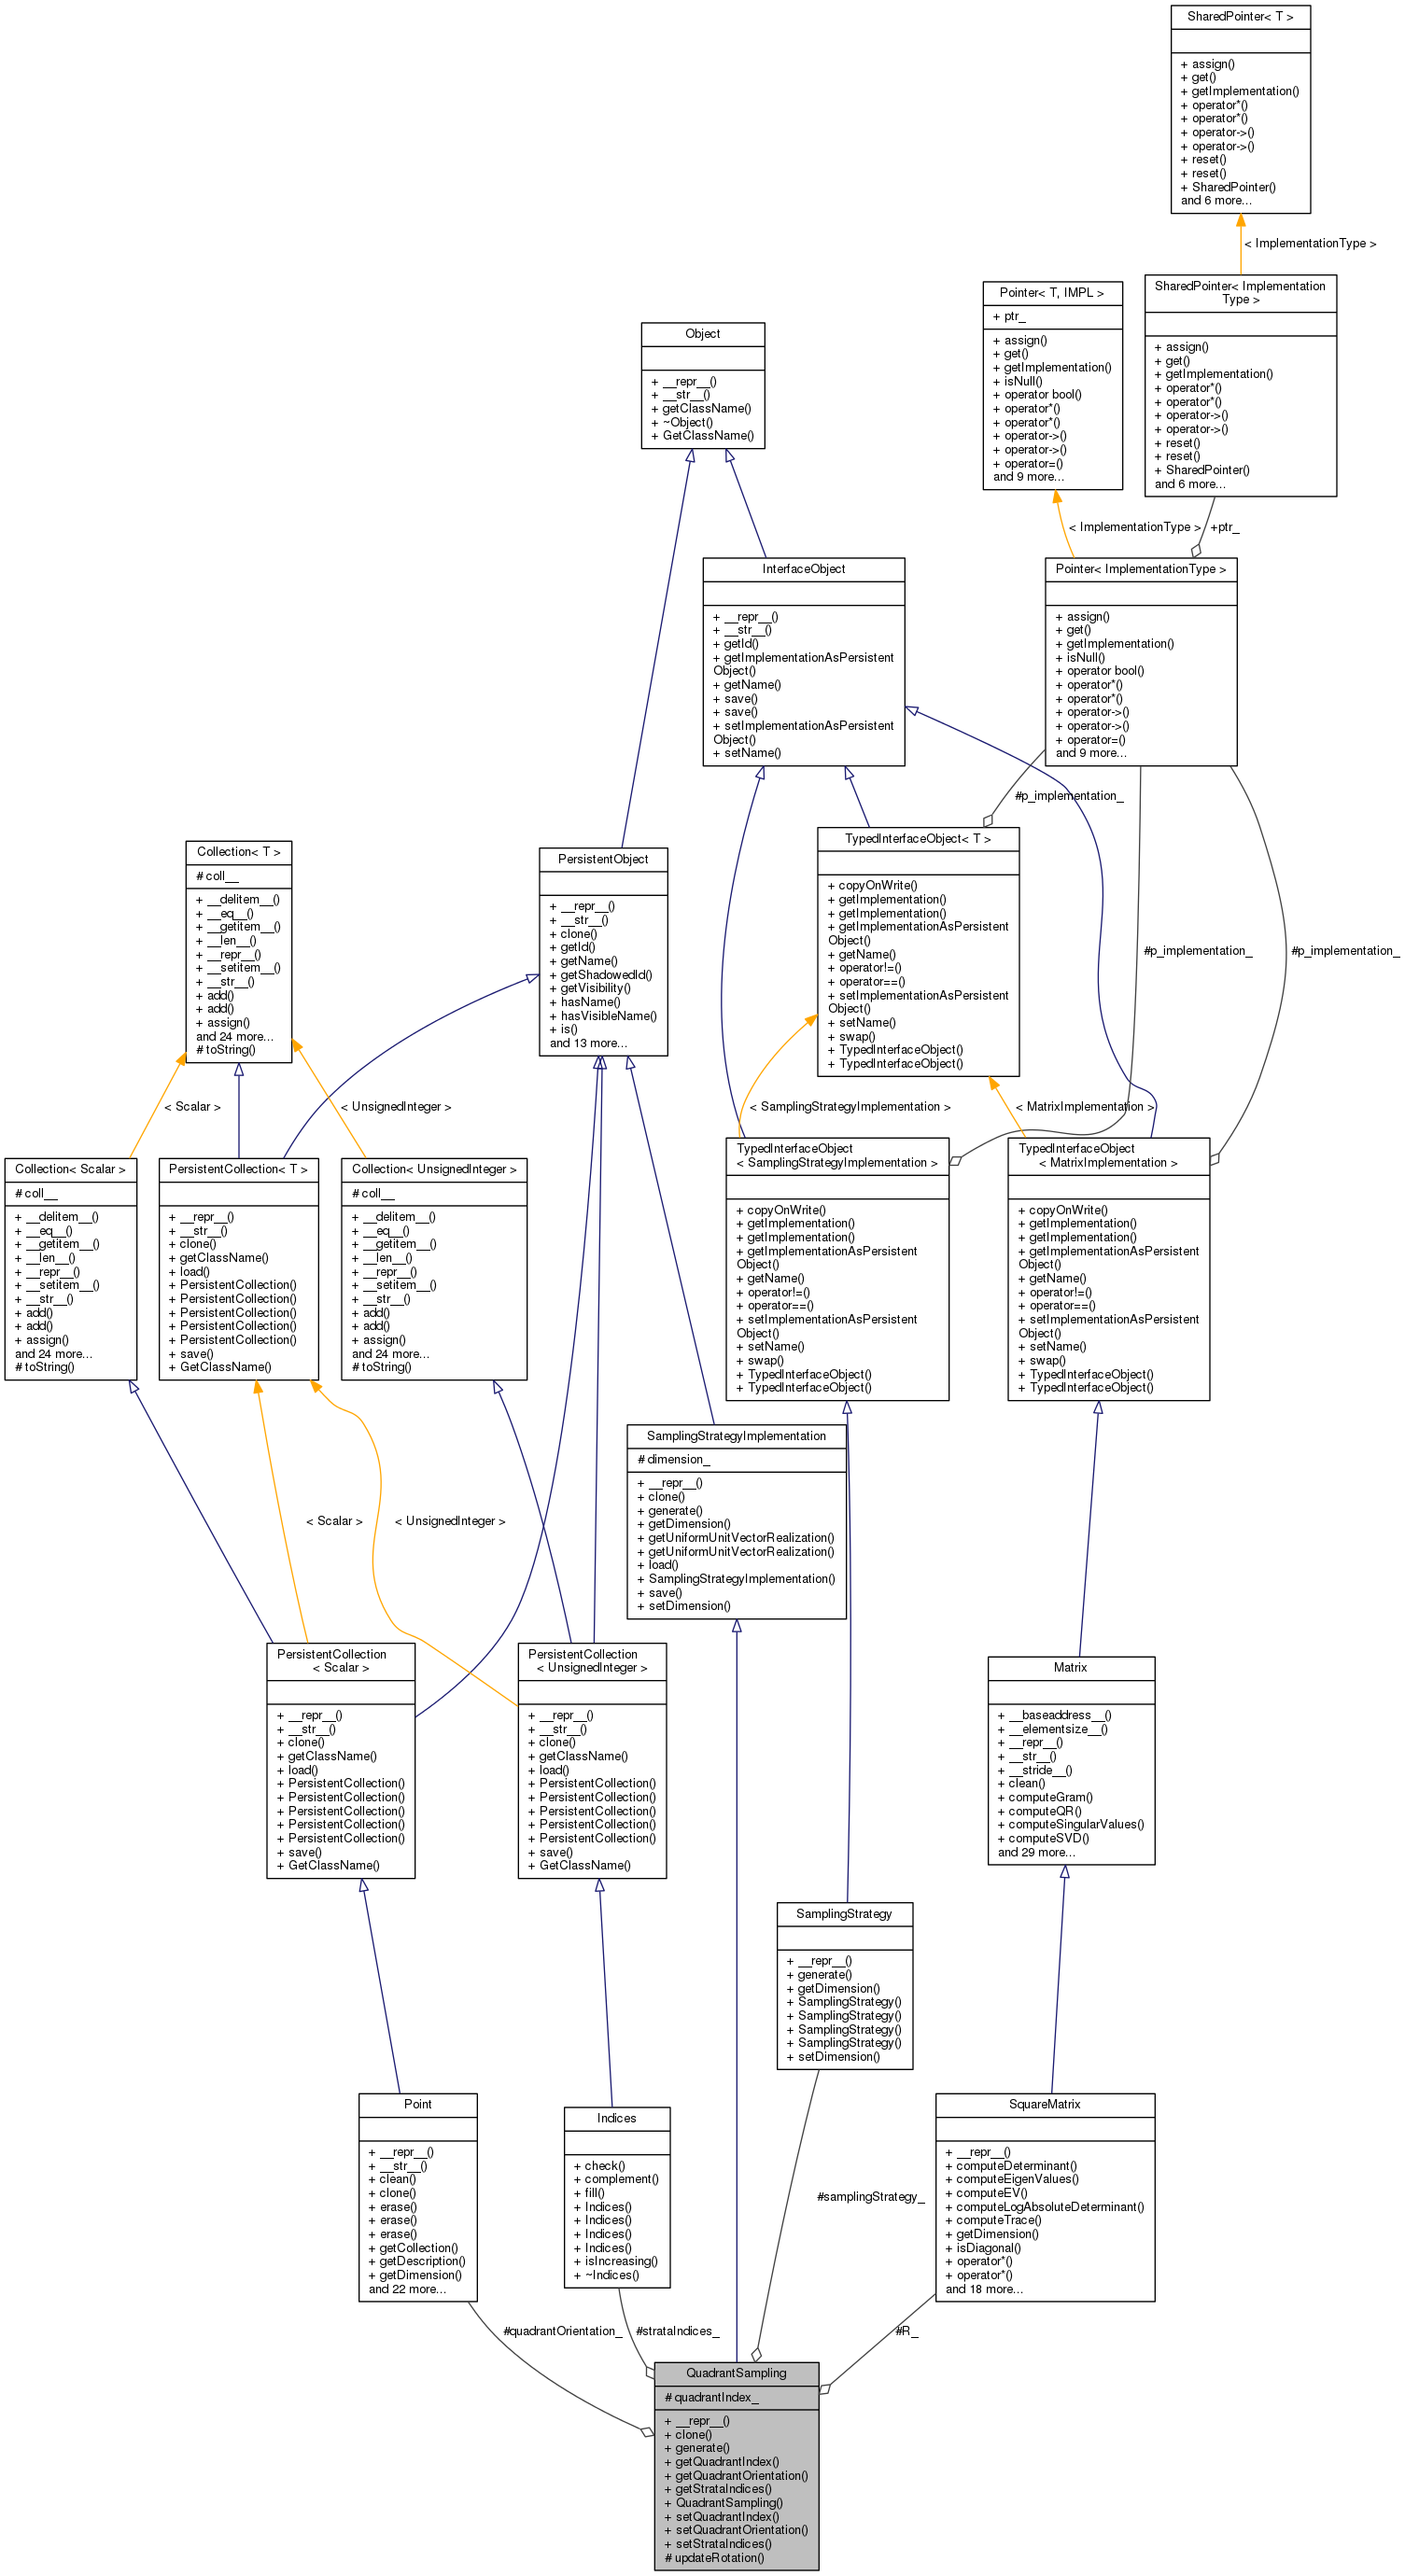 SharedPointer< T >
+ assign()
+ get()
+ getImplementation()
+ operator*()
+ operator*()
+ operator->()
+ operator->()
+ reset()
+ reset()
+ SharedPointer()
and 6 more...
< ImplementationType >
SharedPointer< Implementation
Type >
+ assign()
+ get()
+ getImplementation()
+ operator*()
+ operator*()
+ operator->()
+ operator->()
+ reset()
+ reset()
+ SharedPointer()
and 6 more...
Pointer< T, IMPL >
+ ptr_
+ assign()
+ get()
+ getImplementation()
+ isNull()
+ operator bool()
+ operator*()
+ operator*()
+ operator->()
+ operator->()
+ operator=()
and 9 more...
Object
+ __repr__()
+ __str__()
+ getClassName()
+ ~Object()
+ GetClassName()
< ImplementationType >
+ptr_
InterfaceObject
+ __repr__()
+ __str__()
+ getId()
+ getImplementationAsPersistent
Object()
+ getName()
+ save()
+ save()
+ setImplementationAsPersistent
Object()
+ setName()
Pointer< ImplementationType >
+ assign()
+ get()
+ getImplementation()
+ isNull()
+ operator bool()
+ operator*()
+ operator*()
+ operator->()
+ operator->()
+ operator=()
and 9 more...
#p_implementation_
Collection< T >
# coll__
+ __delitem__()
+ __eq__()
+ __getitem__()
+ __len__()
+ __repr__()
+ __setitem__()
+ __str__()
+ add()
+ add()
+ assign()
and 24 more...
# toString()
PersistentObject
+ __repr__()
+ __str__()
+ clone()
+ getId()
+ getName()
+ getShadowedId()
+ getVisibility()
+ hasName()
+ hasVisibleName()
+ is()
and 13 more...
TypedInterfaceObject< T >
+ copyOnWrite()
+ getImplementation()
+ getImplementation()
+ getImplementationAsPersistent
Object()
+ getName()
+ operator!=()
+ operator==()
+ setImplementationAsPersistent
Object()
+ setName()
+ swap()
+ TypedInterfaceObject()
+ TypedInterfaceObject()
#p_implementation_
#p_implementation_
< Scalar >
< UnsignedInteger >
< SamplingStrategyImplementation >
< MatrixImplementation >
Collection< Scalar >
# coll__
+ __delitem__()
+ __eq__()
+ __getitem__()
+ __len__()
+ __repr__()
+ __setitem__()
+ __str__()
+ add()
+ add()
+ assign()
and 24 more...
# toString()
PersistentCollection< T >
+ __repr__()
+ __str__()
+ clone()
+ getClassName()
+ load()
+ PersistentCollection()
+ PersistentCollection()
+ PersistentCollection()
+ PersistentCollection()
+ PersistentCollection()
+ save()
+ GetClassName()
Collection< UnsignedInteger >
# coll__
+ __delitem__()
+ __eq__()
+ __getitem__()
+ __len__()
+ __repr__()
+ __setitem__()
+ __str__()
+ add()
+ add()
+ assign()
and 24 more...
# toString()
TypedInterfaceObject
< SamplingStrategyImplementation >
+ copyOnWrite()
+ getImplementation()
+ getImplementation()
+ getImplementationAsPersistent
Object()
+ getName()
+ operator!=()
+ operator==()
+ setImplementationAsPersistent
Object()
+ setName()
+ swap()
+ TypedInterfaceObject()
+ TypedInterfaceObject()
TypedInterfaceObject
< MatrixImplementation >
+ copyOnWrite()
+ getImplementation()
+ getImplementation()
+ getImplementationAsPersistent
Object()
+ getName()
+ operator!=()
+ operator==()
+ setImplementationAsPersistent
Object()
+ setName()
+ swap()
+ TypedInterfaceObject()
+ TypedInterfaceObject()
SamplingStrategyImplementation
# dimension_
+ __repr__()
+ clone()
+ generate()
+ getDimension()
+ getUniformUnitVectorRealization()
+ getUniformUnitVectorRealization()
+ load()
+ SamplingStrategyImplementation()
+ save()
+ setDimension()
< Scalar >
< UnsignedInteger >
PersistentCollection
< Scalar >
+ __repr__()
+ __str__()
+ clone()
+ getClassName()
+ load()
+ PersistentCollection()
+ PersistentCollection()
+ PersistentCollection()
+ PersistentCollection()
+ PersistentCollection()
+ save()
+ GetClassName()
PersistentCollection
< UnsignedInteger >
+ __repr__()
+ __str__()
+ clone()
+ getClassName()
+ load()
+ PersistentCollection()
+ PersistentCollection()
+ PersistentCollection()
+ PersistentCollection()
+ PersistentCollection()
+ save()
+ GetClassName()
Matrix
+ __baseaddress__()
+ __elementsize__()
+ __repr__()
+ __str__()
+ __stride__()
+ clean()
+ computeGram()
+ computeQR()
+ computeSingularValues()
+ computeSVD()
and 29 more...
SamplingStrategy
+ __repr__()
+ generate()
+ getDimension()
+ SamplingStrategy()
+ SamplingStrategy()
+ SamplingStrategy()
+ SamplingStrategy()
+ setDimension()
Point
+ __repr__()
+ __str__()
+ clean()
+ clone()
+ erase()
+ erase()
+ erase()
+ getCollection()
+ getDescription()
+ getDimension()
and 22 more...
Indices
+ check()
+ complement()
+ fill()
+ Indices()
+ Indices()
+ Indices()
+ Indices()
+ isIncreasing()
+ ~Indices()
SquareMatrix
+ __repr__()
+ computeDeterminant()
+ computeEigenValues()
+ computeEV()
+ computeLogAbsoluteDeterminant()
+ computeTrace()
+ getDimension()
+ isDiagonal()
+ operator*()
+ operator*()
and 18 more...
#samplingStrategy_
#quadrantOrientation_
#strataIndices_
#R_
QuadrantSampling
# quadrantIndex_
+ __repr__()
+ clone()
+ generate()
+ getQuadrantIndex()
+ getQuadrantOrientation()
+ getStrataIndices()
+ QuadrantSampling()
+ setQuadrantIndex()
+ setQuadrantOrientation()
+ setStrataIndices()
# updateRotation()